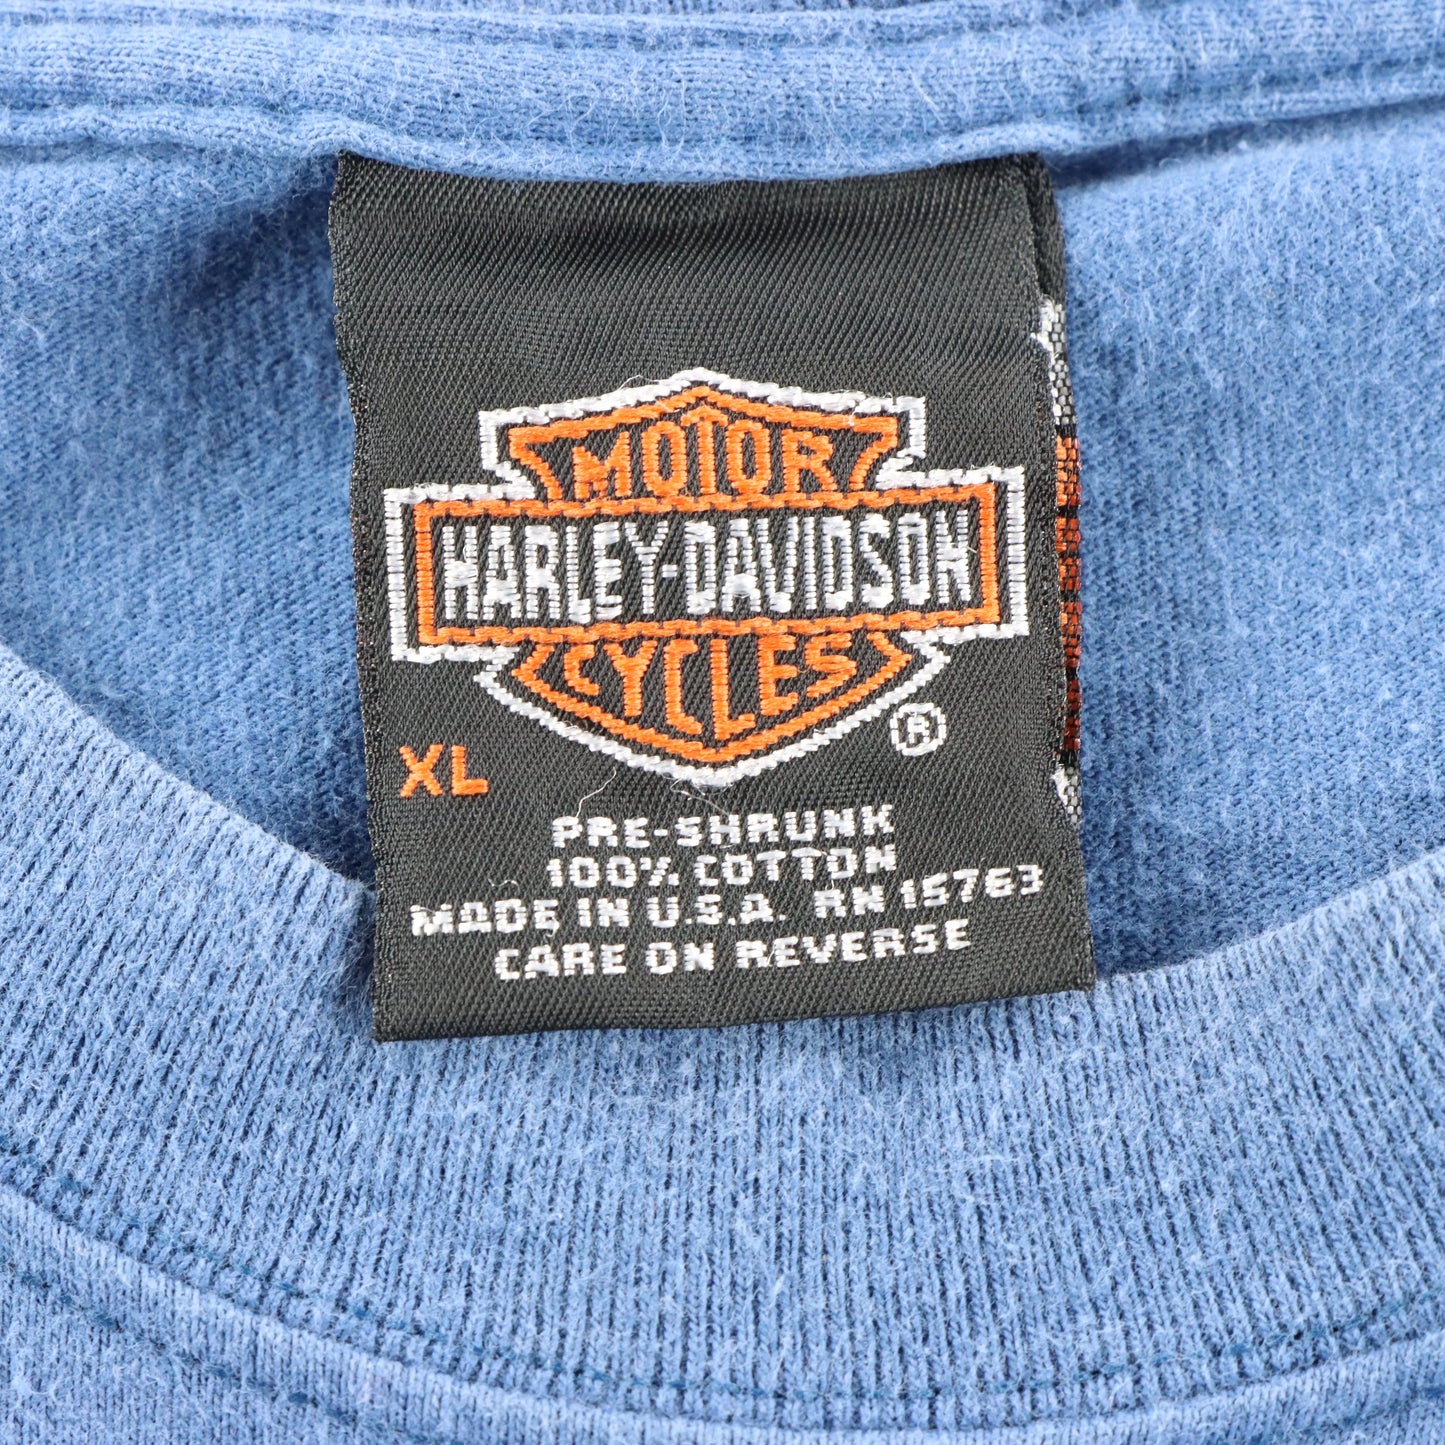 MOTOR
HARLEY-DAVIDSON
CYCLES
®
XL
PRE-SHRUNK
100% COTTON
MADE IN U.S.A. RN 15763
CARE ON REVERSE